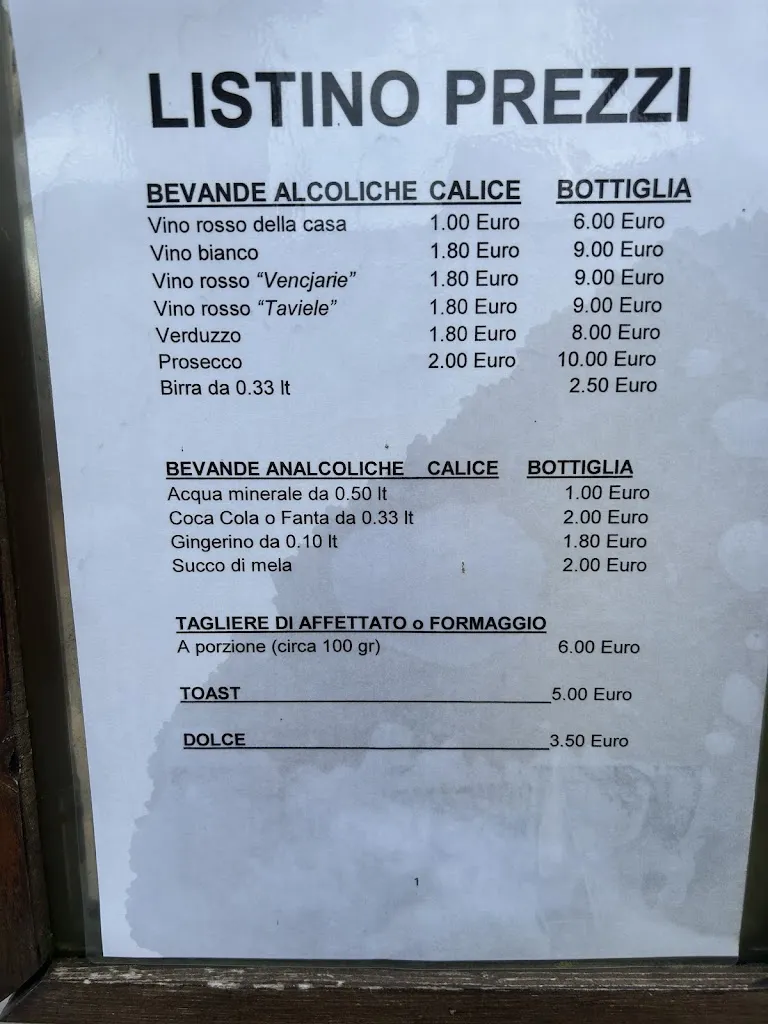 LISTINO PREZZI
BEVANDE ALCOLICHE CALICE BOTTIGLIA
Vino rosso della casa 1.00 Euro 6.00 Euro
Vino bianco 1.80 Euro 9.00 Euro
Vino rosso “Vencjarie” 1.80 Euro 9.00 Euro
Vino rosso “Taviele” 1.80 Euro 9.00 Euro
Verduzzo 1.80 Euro 8.00 Euro
Prosecco 2.00 Euro 10.00 Euro
Birra da 0.33 lt 2.50 Euro
BEVANDE ANALCOLICHE CALICE BOTTIGLIA
Acqua minerale da 0.50 lt 1.00 Euro
Coca Cola o Fanta da 0.33 lt 2.00 Euro
Gingerino da 0.10 lt 1.80 Euro
Succo di mela 2.00 Euro
TAGLIERE DI AFFETTATO o FORMAGGIO
A porzione (circa 100 gr) 6.00 Euro
TOAST 5.00 Euro
DOLCE 3.50 Euro
1